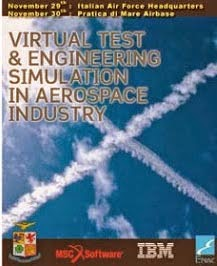 November 29th : Italian Air Force Headquarters
November 30th : Pratica di Mare Airbase
VIRTUAL TEST
& ENGINEERING
SIMULATION
IN AEROSPACE
INDUSTRY
MSC Software
IBM
ENAC